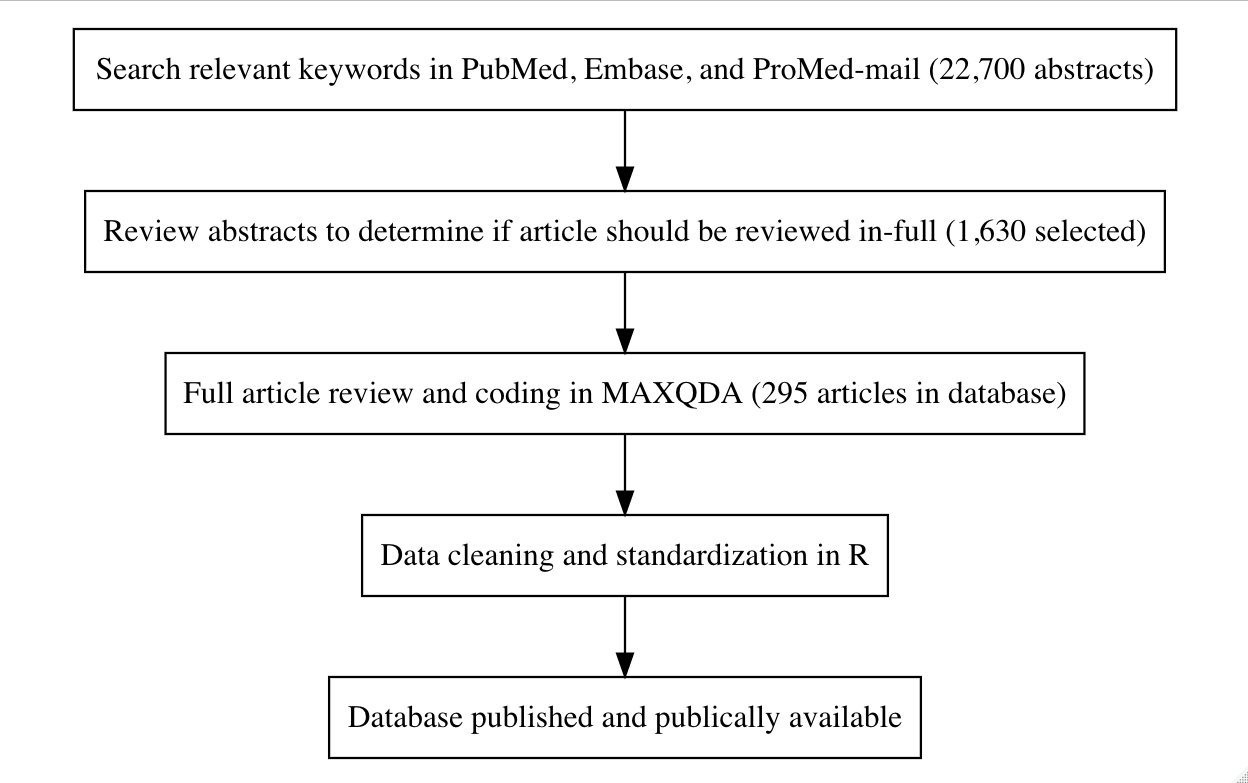 Search relevant keywords in PubMed, Embase, and ProMed-mail (22,700 abstracts)
Review abstracts to determine if article should be reviewed in-full (1,630 selected)
Full article review and coding in MAXQDA (295 articles in database)
Data cleaning and standardization in R
Database published and publically available